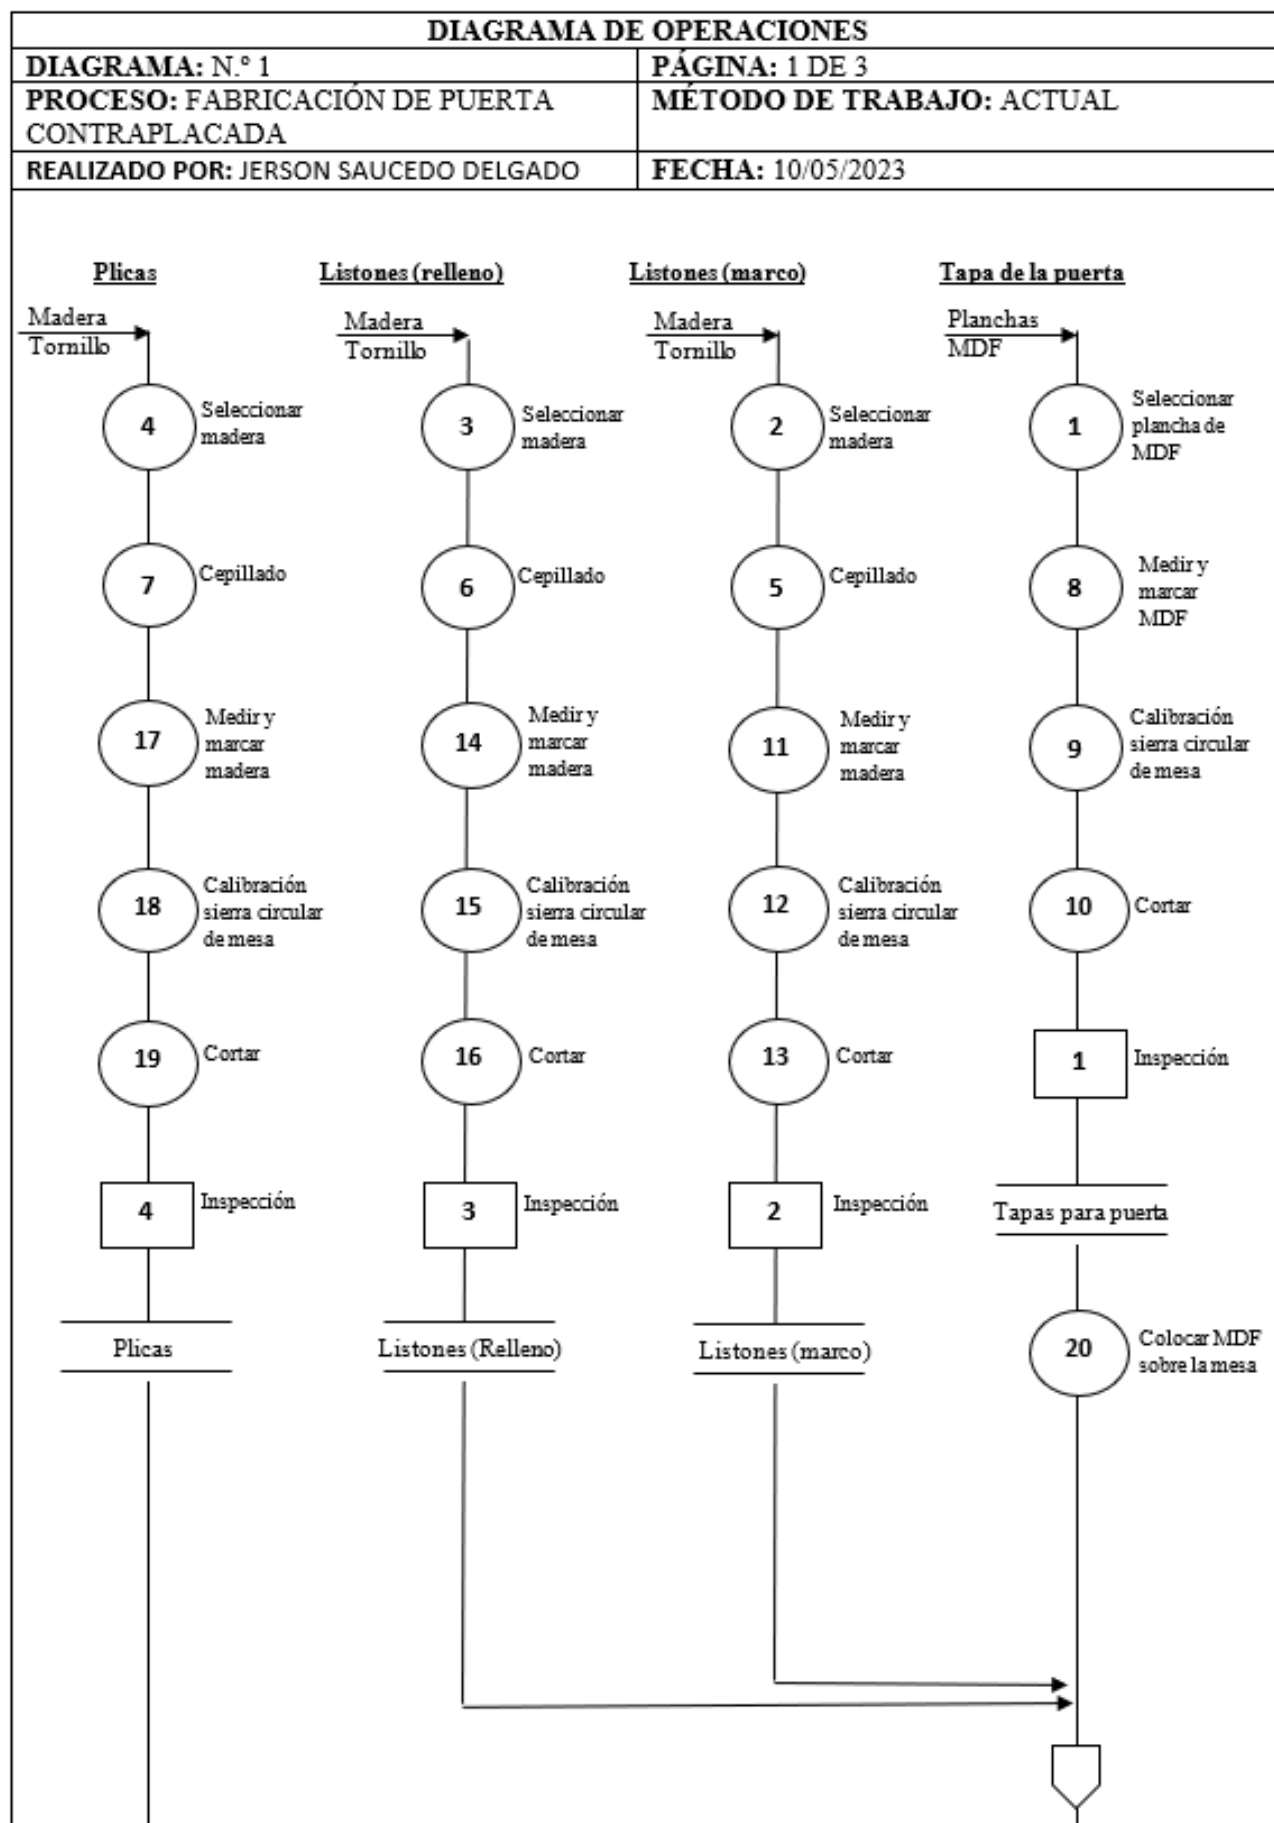 DIAGRAMA DE OPERACIONES
DIAGRAMA: N.º 1
PÁGINA: 1 DE 3
PROCESO: FABRICACIÓN DE PUERTA
CONTRAPLACADA
MÉTODO DE TRABAJO: ACTUAL
REALIZADO POR: JERSON SAUCEDO DELGADO
FECHA: 10/05/2023
Plicas
Madera
Tornillo
4
Seleccionar
madera
7
Cepillado
17
Medir y
marcar
madera
18
Calibración
sierra circular
de mesa
19
Cortar
4
Inspección
Plicas
Listones (relleno)
Madera
Tornillo
3
Seleccionar
madera
6
Cepillado
14
Medir y
marcar
madera
15
Calibración
sierra circular
de mesa
16
Cortar
3
Inspección
Listones (Relleno)
Listones (marco)
Madera
Tornillo
2
Seleccionar
madera
5
Cepillado
11
Medir y
marcar
madera
12
Calibración
sierra circular
de mesa
13
Cortar
2
Inspección
Listones (marco)
Tapa de la puerta
Planchas
MDF
1
Seleccionar
plancha de
MDF
8
Medir y
marcar
MDF
9
Calibración
sierra circular
de mesa
10
Cortar
1
Inspección
Tapas para puerta
20
Colocar MDF
sobre la mesa